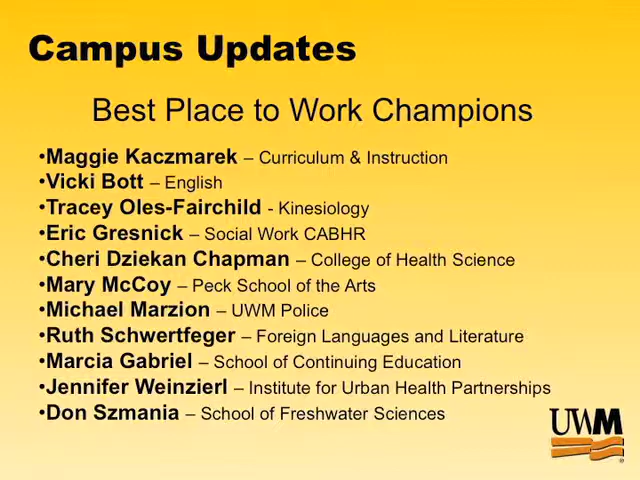 Campus Updates
Best Place to Work Champions
•Maggie Kaczmarek – Curriculum & Instruction
•Vicki Bott – English
•Tracey Oles-Fairchild - Kinesiology
•Eric Gresnick – Social Work CABHR
•Cheri Dziekan Chapman – College of Health Science
•Mary McCoy – Peck School of the Arts
•Michael Marzion – UWM Police
•Ruth Schwertfeger – Foreign Languages and Literature
•Marcia Gabriel – School of Continuing Education
•Jennifer Weinzierl – Institute for Urban Health Partnerships
•Don Szmania – School of Freshwater Sciences
UWM
®